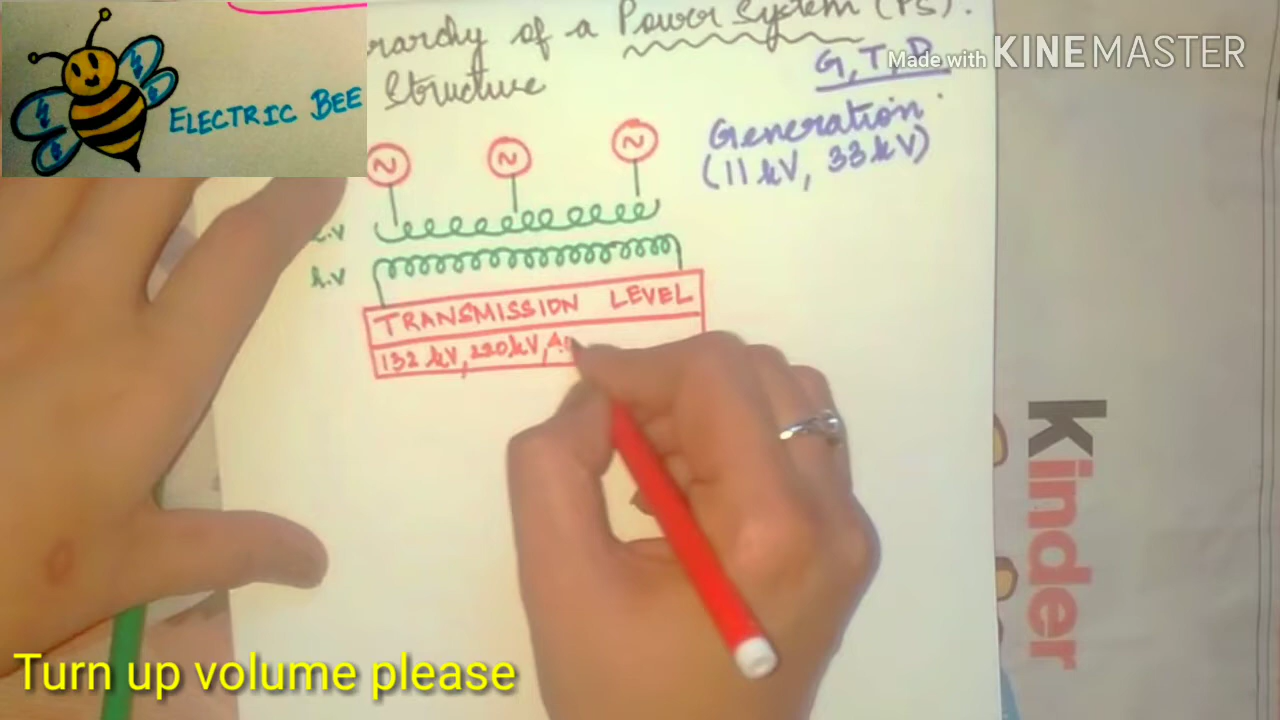 rarchy of a Power System (PS).
Structure
G, T, D
Made with KINEMASTER
ELECTRIC BEE
Generation
(11 kV, 33 kV)
L.V
h.V
TRANSMISSION LEVEL
132 kV, 220 kV, 4
Kinder
Turn up volume please